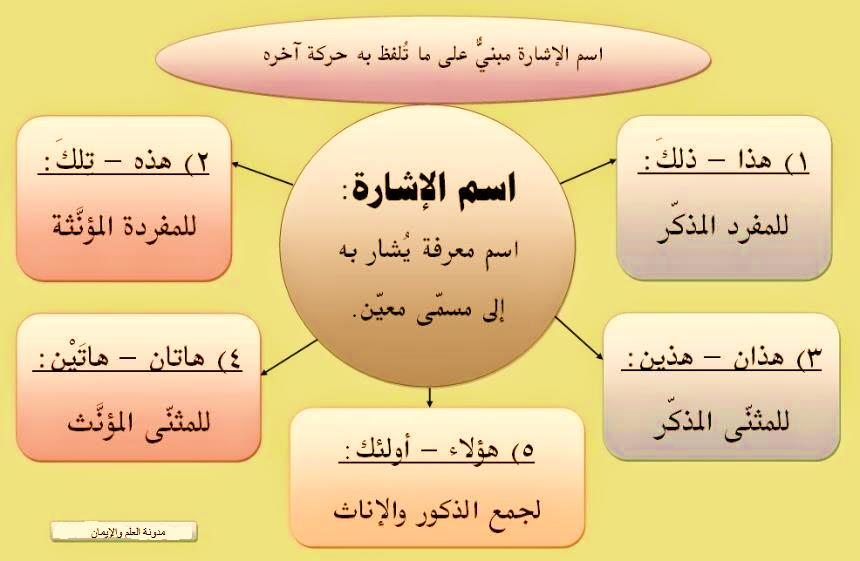 اسم الإشارة مبنيٌّ على ما تُلفظ به حركة آخره
اسم الإشارة:
اسم معرفة يُشار به
إلى مسمّى معيّن.
١) هذا – ذلكَ:
للمفرد المذكّر
٢) هذه – تِلكَ:
للمفردة المؤنَّثة
٣) هذان – هذين:
للمثنّى المذكّر
٤) هاتان – هاتَيْن:
للمثنّى المؤنَّث
٥) هؤلاء – أولئك:
لجمع الذكور والإناث
مدونة العلم والإيمان